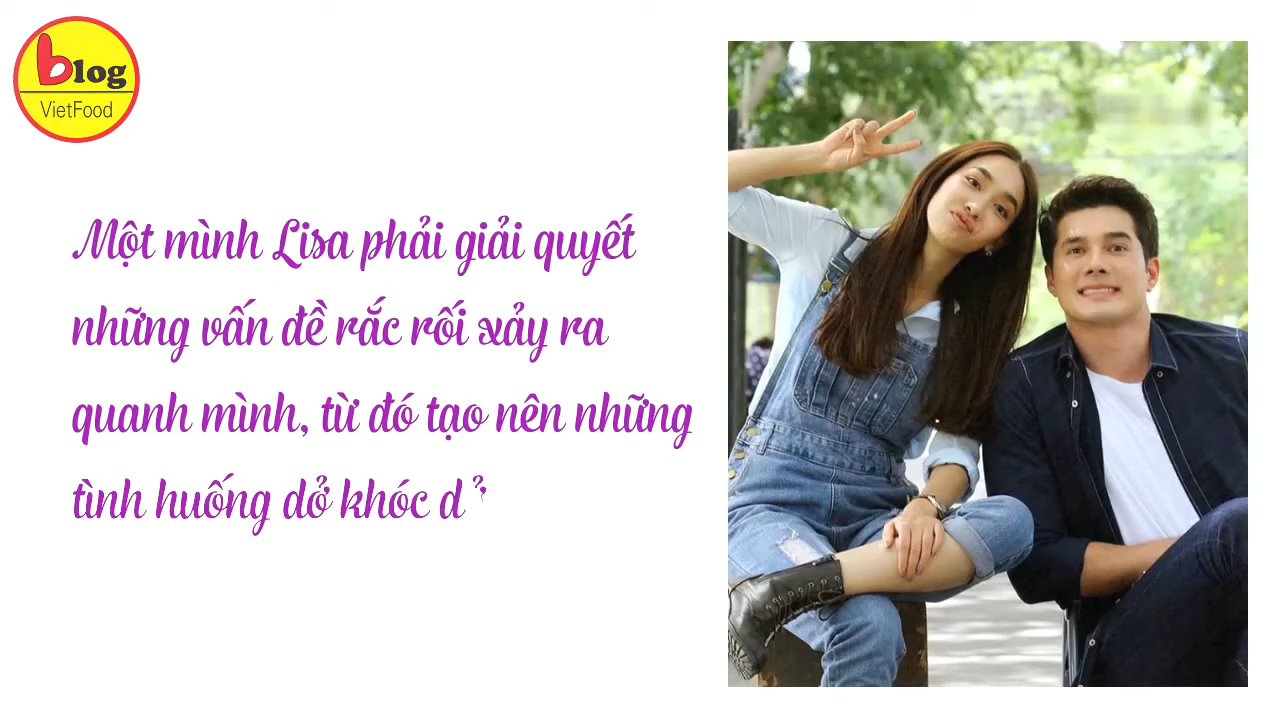 blog
VietFood
Một mình Lisa phải giải quyết
những vấn đề rắc rối xảy ra
quanh mình, từ đó tạo nên những
tình huống dở khóc d